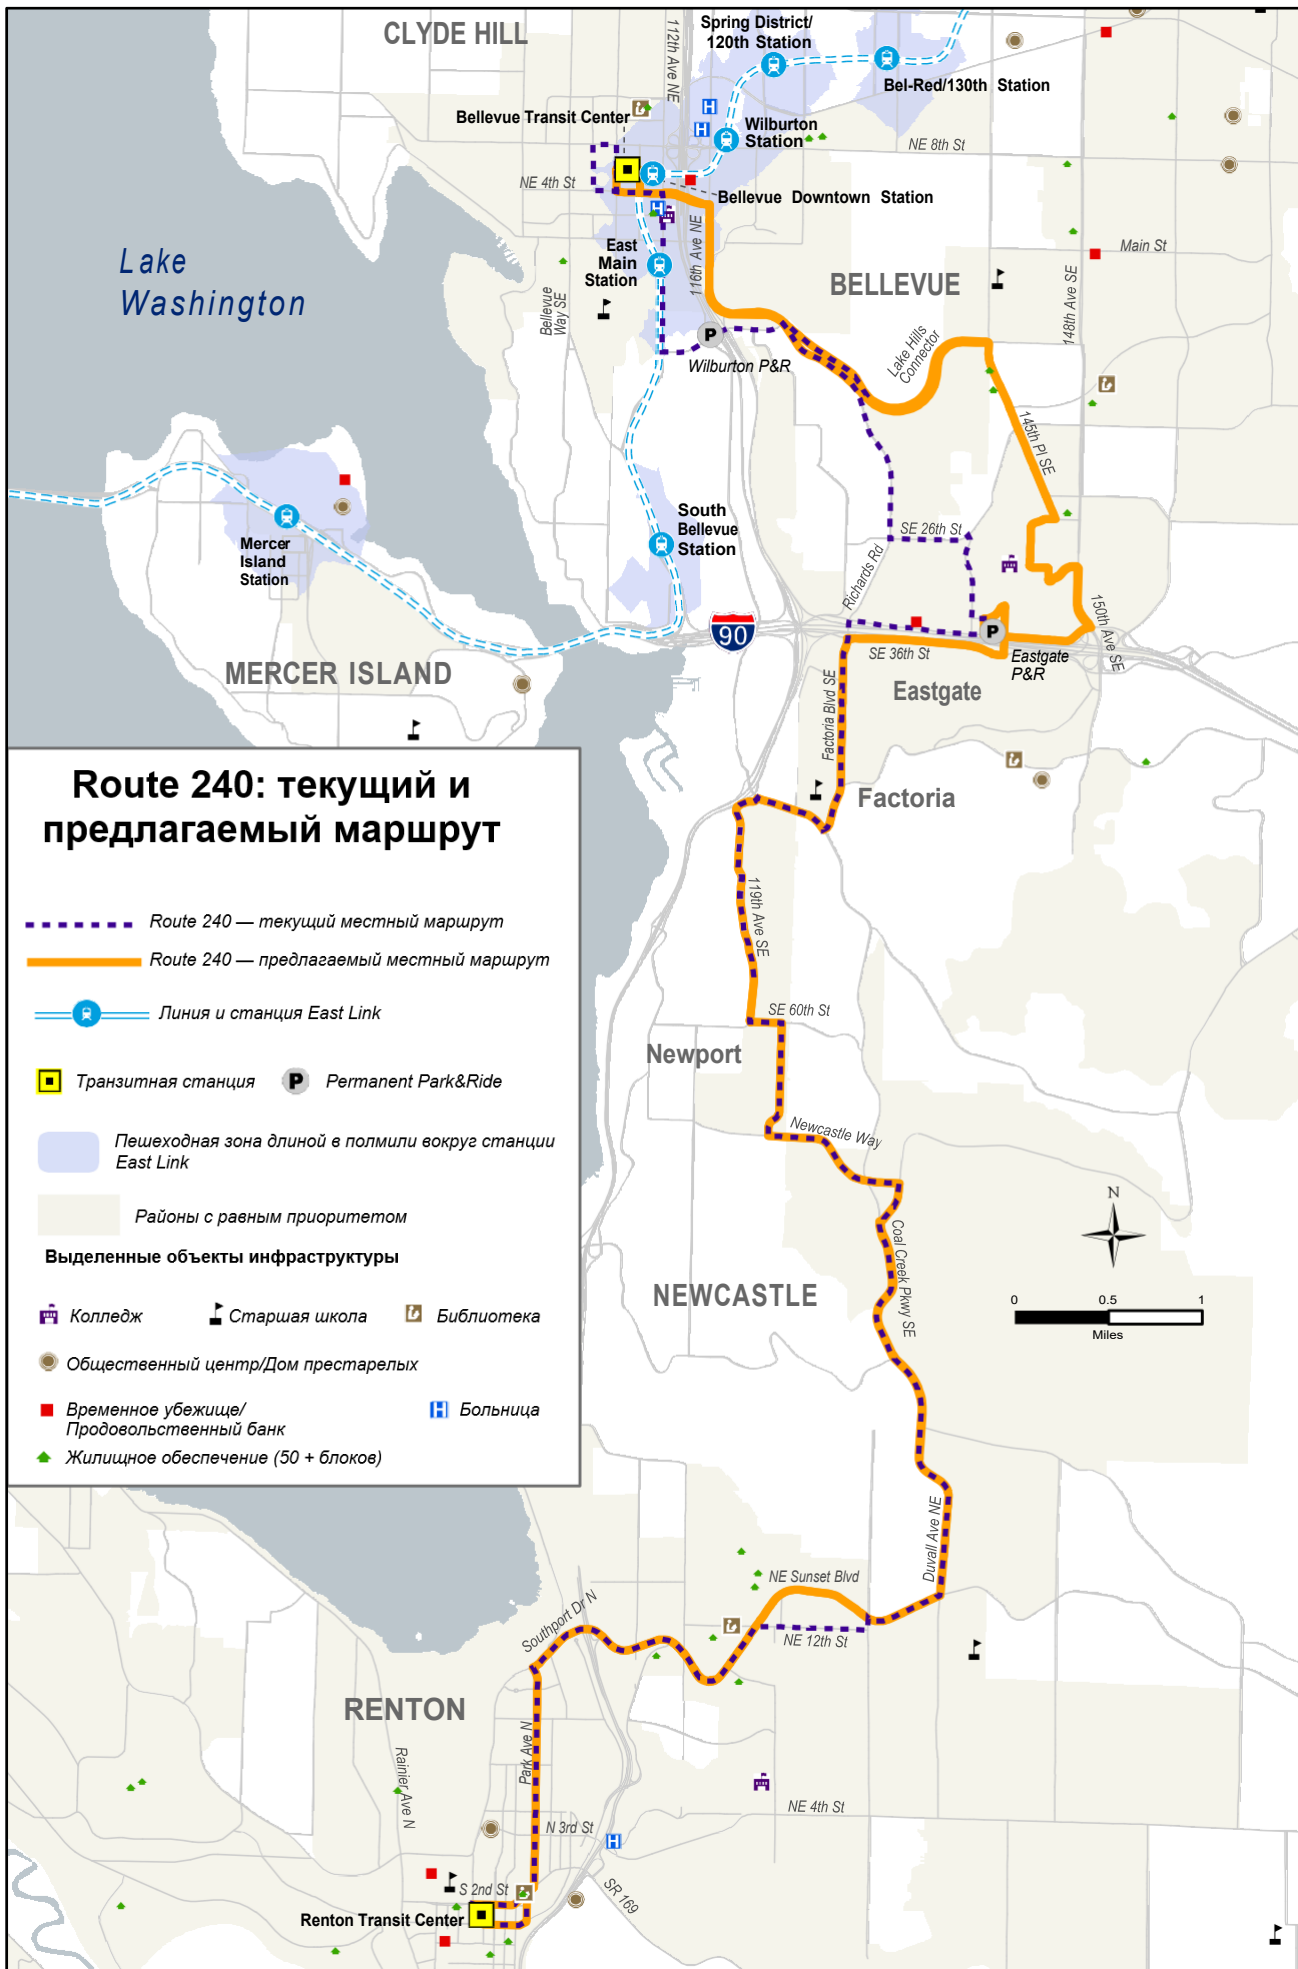 CLYDE HILL
112th Ave NE
Spring District/
120th Station
Bel-Red/130th Station
Bellevue Transit Center
Wilburton
Station
NE 8th St
NE 4th St
Bellevue Downtown Station
Lake
Washington
East
Main
Station
116th Ave NE
Main St
BELLEVUE
Bellevue
Way SE
148th Ave SE
Lake Hills
Connector
Wilburton P&R
145th Pl SE
South
Bellevue
Station
SE 26th St
Mercer
Island
Station
Richards Rd
150th Ave SE
90
P
SE 36th St
Eastgate
P&R
MERCER ISLAND
Eastgate
Factoria Blvd SE
Factoria
Route 240: текущий и
предлагаемый маршрут
Route 240 — текущий местный маршрут
Route 240 — предлагаемый местный маршрут
Линия и станция East Link
Транзитная станция
P
Permanent Park&Ride
Пешеходная зона длиной в полмили вокруг станции
East Link
Районы с равным приоритетом
Выделенные объекты инфраструктуры
Колледж
Старшая школа
Библиотека
Общественный центр/Дом престарелых
Временное убежище/
Продовольственный банк
Больница
Жилищное обеспечение (50 + блоков)
119th Ave SE
SE 60th St
Newport
Newcastle Way
N
Coal Creek Pkwy SE
NEWCASTLE
0 0.5 1
Miles
Duvall Ave NE
NE Sunset Blvd
NE 12th St
Southport Dr N
RENTON
Park Ave N
Rainier Ave N
NE 4th St
N 3rd St
SR 169
S 2nd St
Renton Transit Center